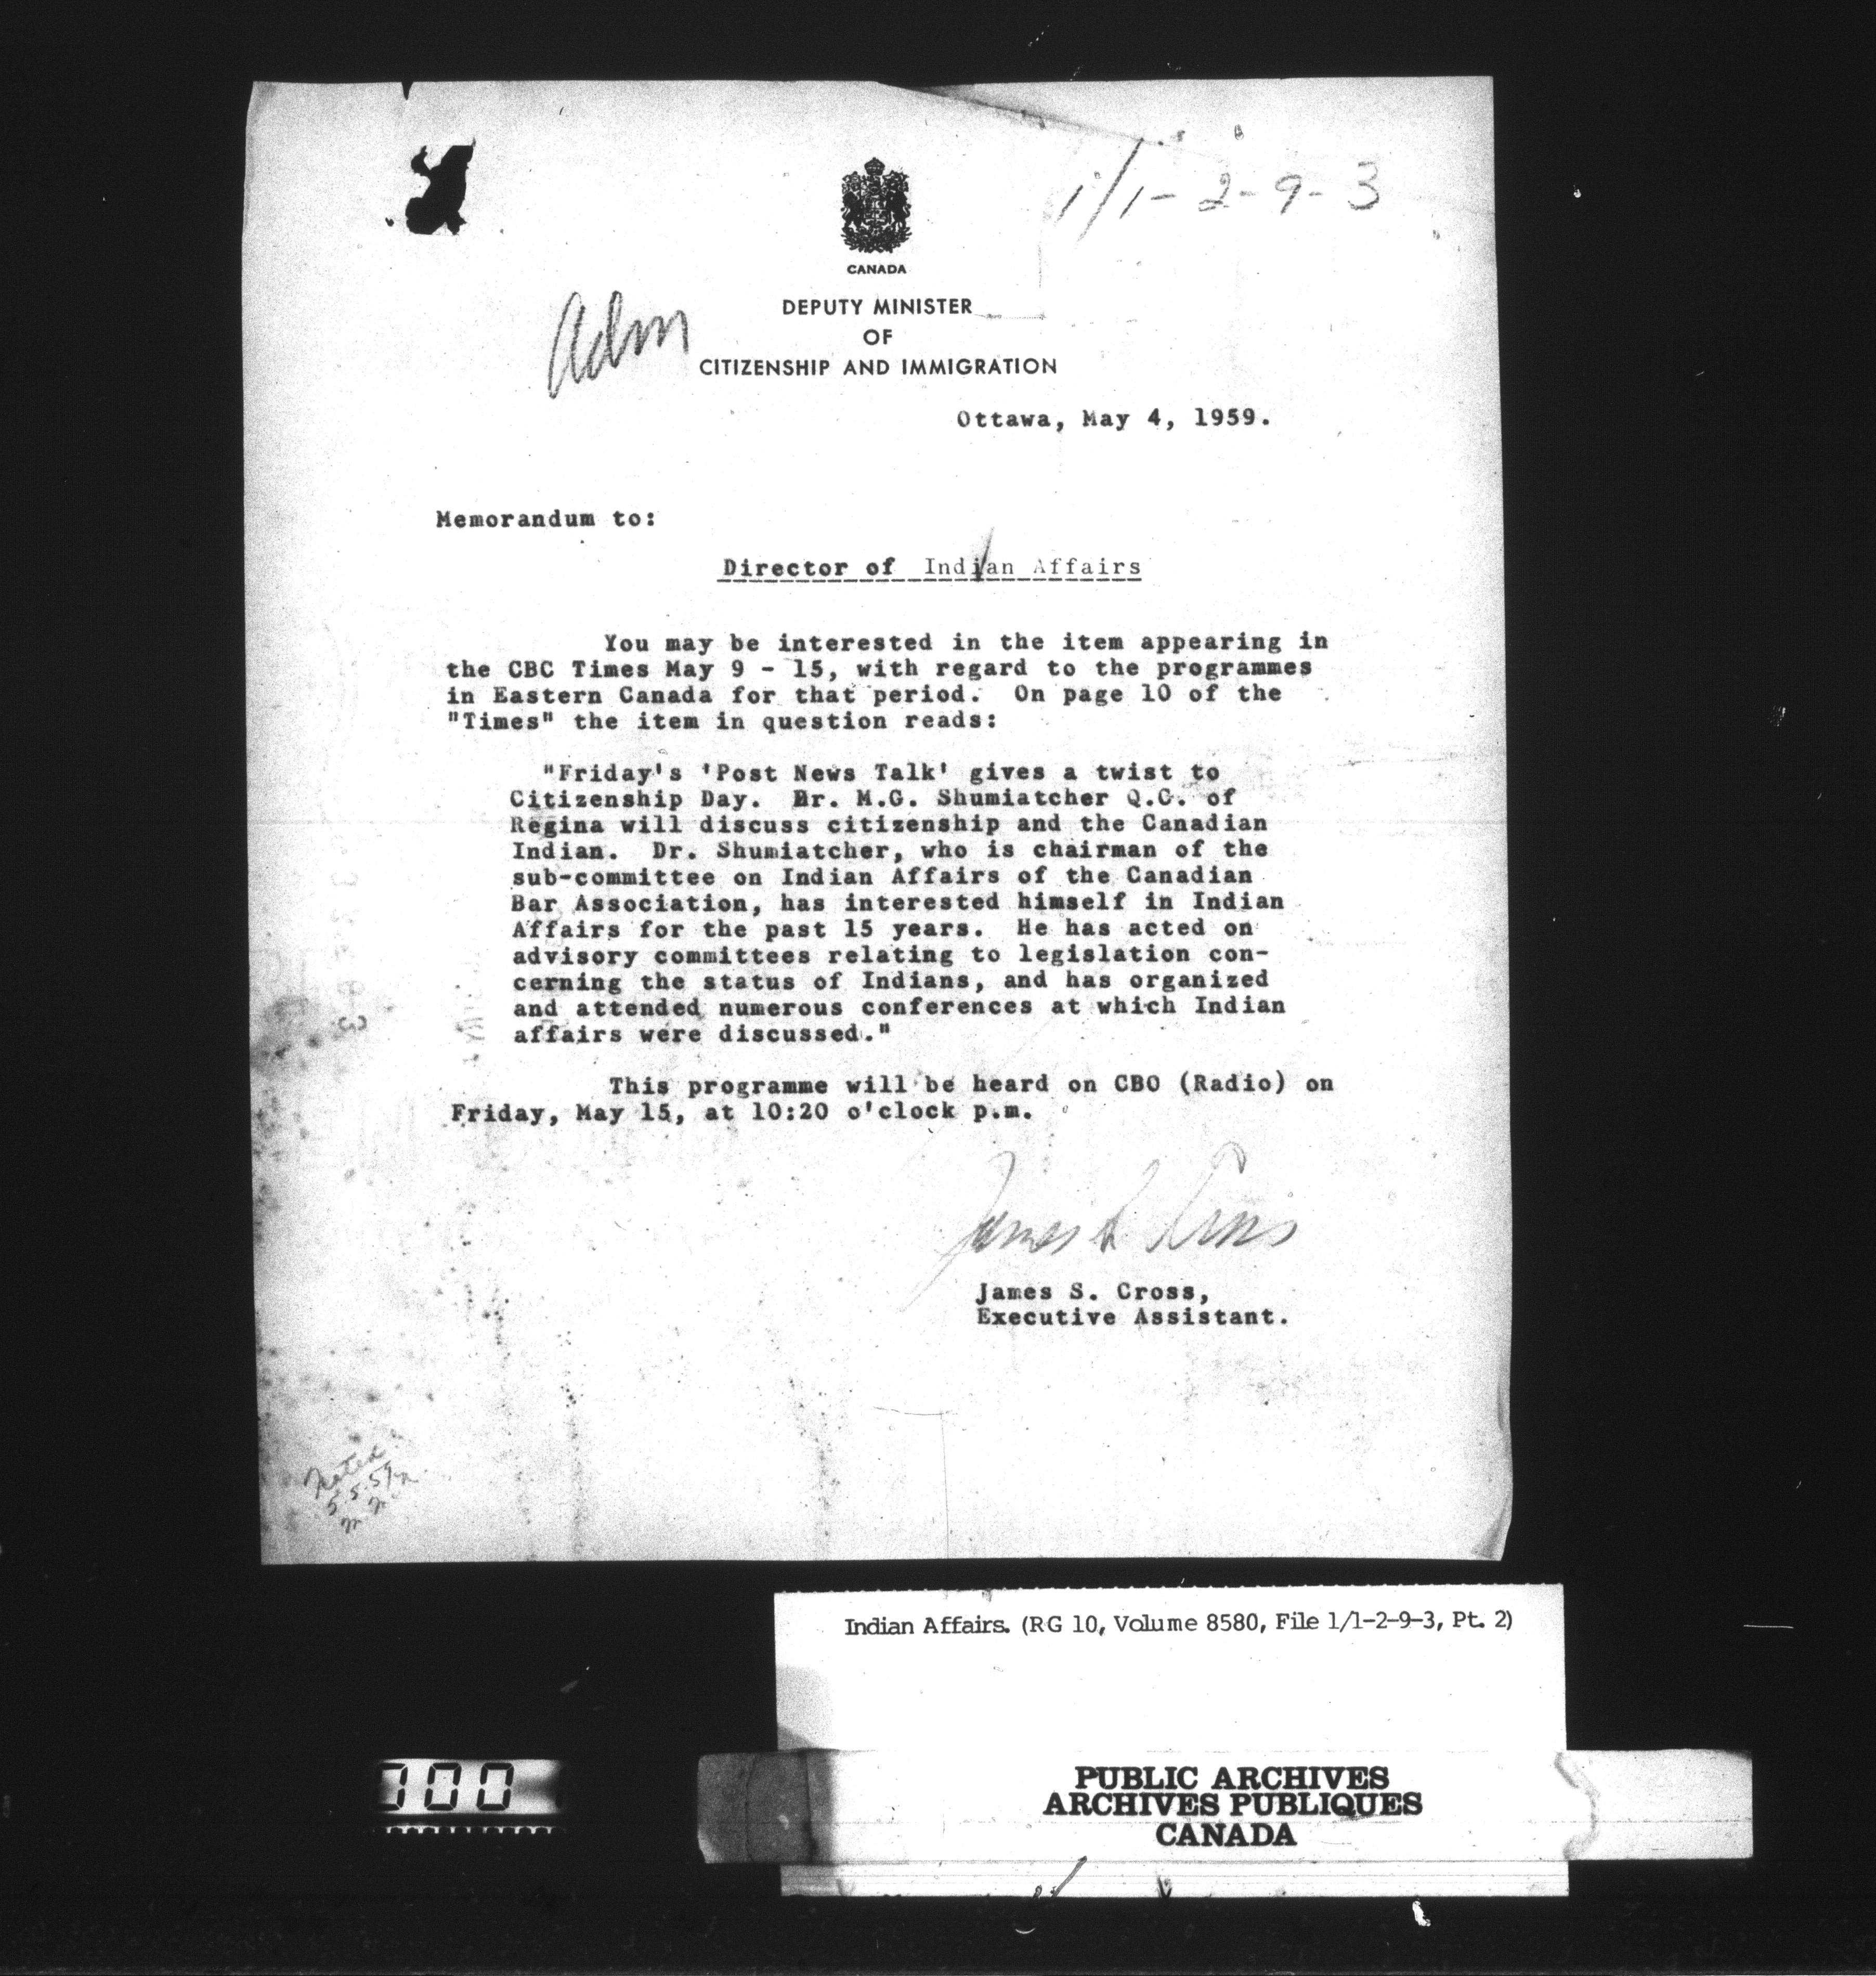 1/1-2-9-3
CANADA
Adm
DEPUTY MINISTER
OF
CITIZENSHIP AND IMMIGRATION
Ottawa, May 4, 1959.
Memorandum to:
Director of Indian Affairs
You may be interested in the item appearing in
the CBC Times May 9 - 15, with regard to the programmes
in Eastern Canada for that period. On page 10 of the
"Times" the item in question reads:
"Friday's 'Post News Talk' gives a twist to
Citizenship Day. Dr. M.G. Shumiatcher Q.C. of
Regina will discuss citizenship and the Canadian
Indian. Dr. Shumiatcher, who is chairman of the
sub-committee on Indian Affairs of the Canadian
Bar Association, has interested himself in Indian
Affairs for the past 15 years. He has acted on
advisory committees relating to legislation con-
cerning the status of Indians, and has organized
and attended numerous conferences at which Indian
affairs were discussed."
This programme will be heard on CBO (Radio) on
Friday, May 15, at 10:20 o'clock p.m.
James S. Cross
James S. Cross,
Executive Assistant.
Noted
5.5.59
Indian Affairs. (RG 10, Volume 8580, File 1/1-2-9-3, Pt. 2)
PUBLIC ARCHIVES
ARCHIVES PUBLIQUES
CANADA